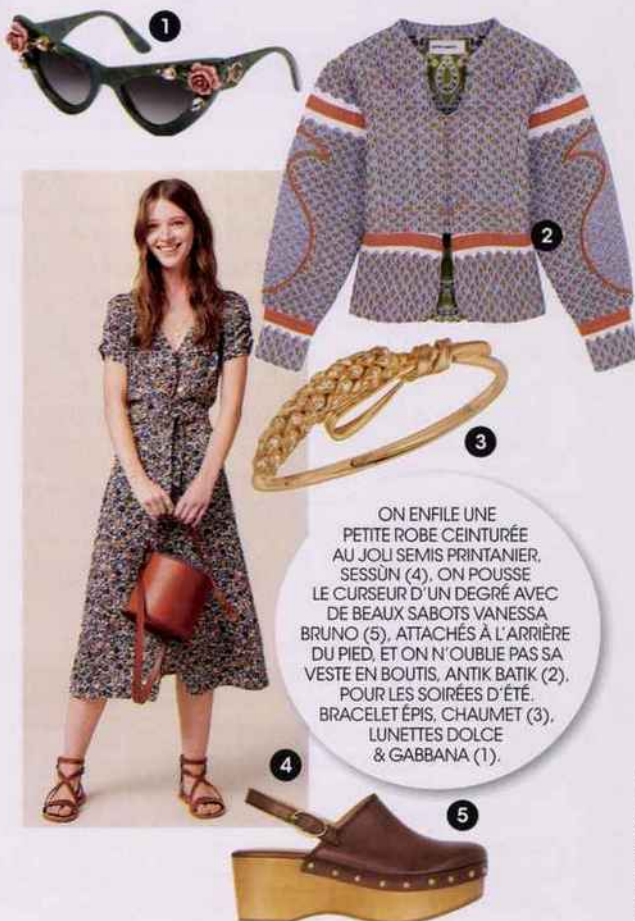 1
2
3
ON ENFILE UNE
PETITE ROBE CEINTURÉE
AU JOLI SEMIS PRINTANIER,
SESSÙN (4), ON POUSSE
LE CURSEUR D'UN DEGRÉ AVEC
DE BEAUX SABOTS VANESSA
BRUNO (5), ATTACHÉS À L'ARRIÈRE
DU PIED, ET ON N'OUBLIE PAS SA
VESTE EN BOUTIS, ANTIK BATIK (2),
POUR LES SOIRÉES D'ÉTÉ.
BRACELET ÉPIS, CHAUMET (3),
LUNETTES DOLCE
& GABBANA (1).
4
5